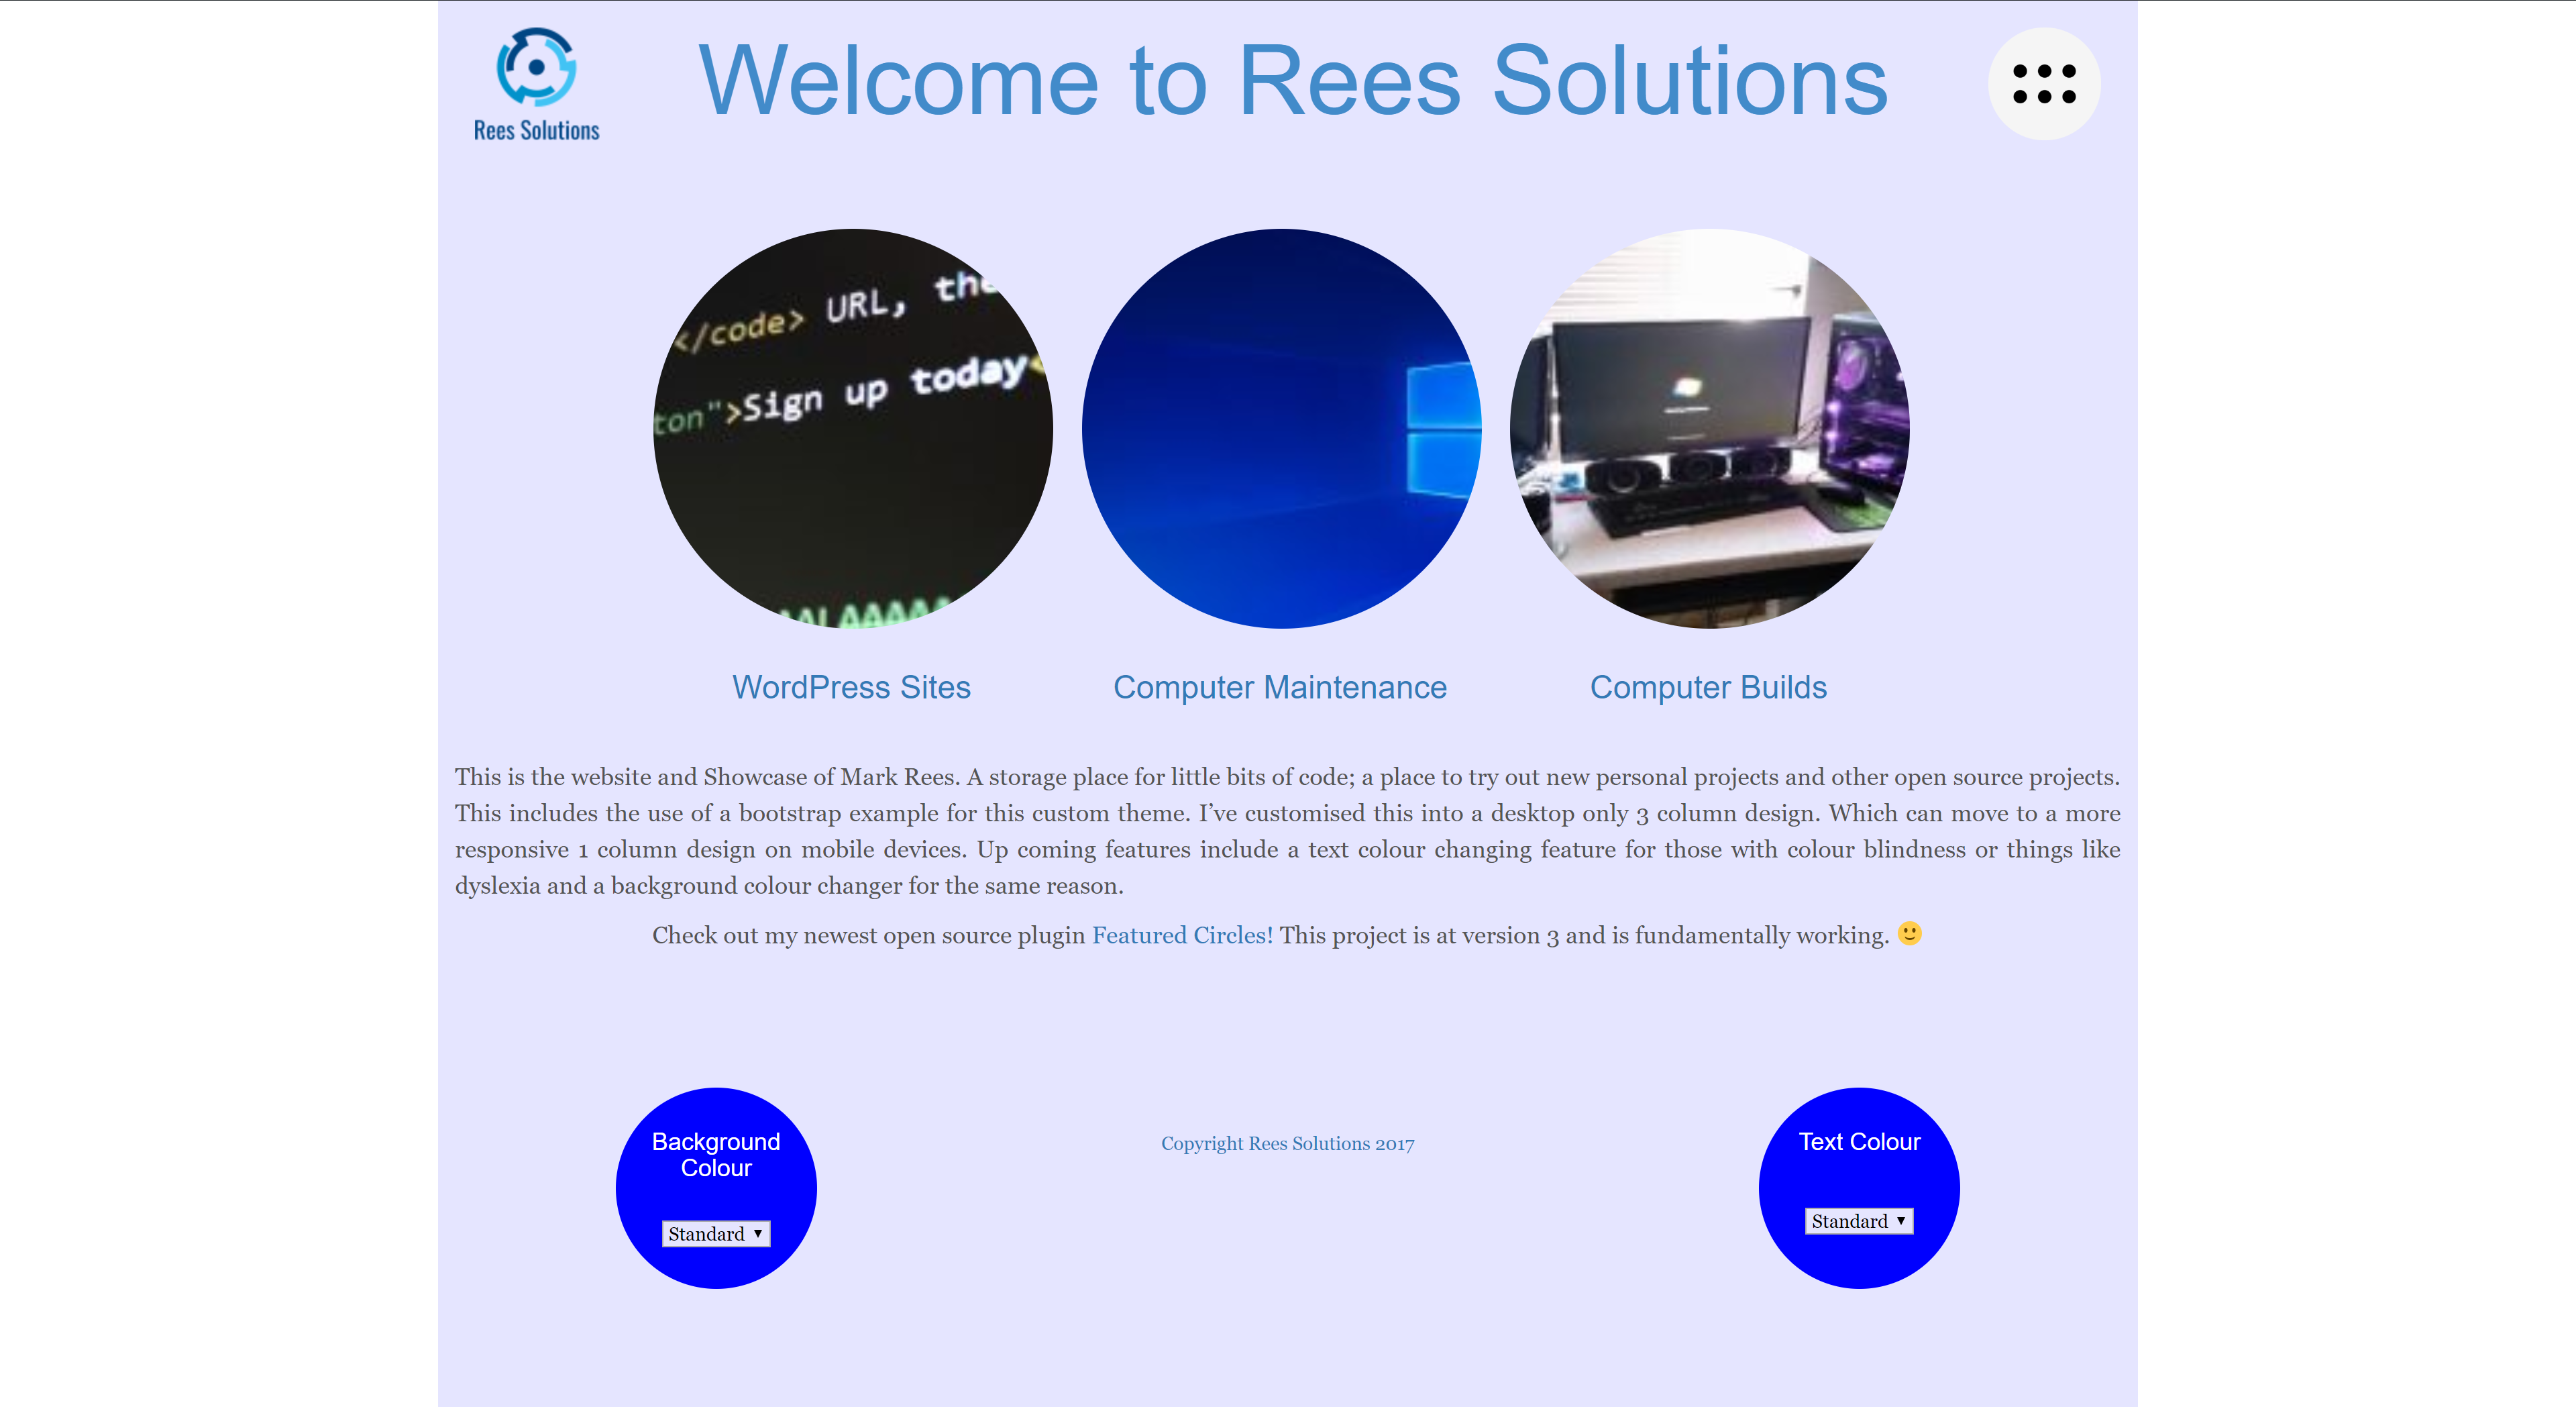 Rees Solutions
Welcome to Rees Solutions
</code> URL, the
ton">Sign up today<
WordPress Sites
Computer Maintenance
Computer Builds
This is the website and Showcase of Mark Rees. A storage place for little bits of code; a place to try out new personal projects and other open source projects.
This includes the use of a bootstrap example for this custom theme. I’ve customised this into a desktop only 3 column design. Which can move to a more
responsive 1 column design on mobile devices. Up coming features include a text colour changing feature for those with colour blindness or things like
dyslexia and a background colour changer for the same reason.
Check out my newest open source plugin Featured Circles! This project is at version 3 and is fundamentally working. 🙂
Background
Colour
Standard
Copyright Rees Solutions 2017
Text Colour
Standard